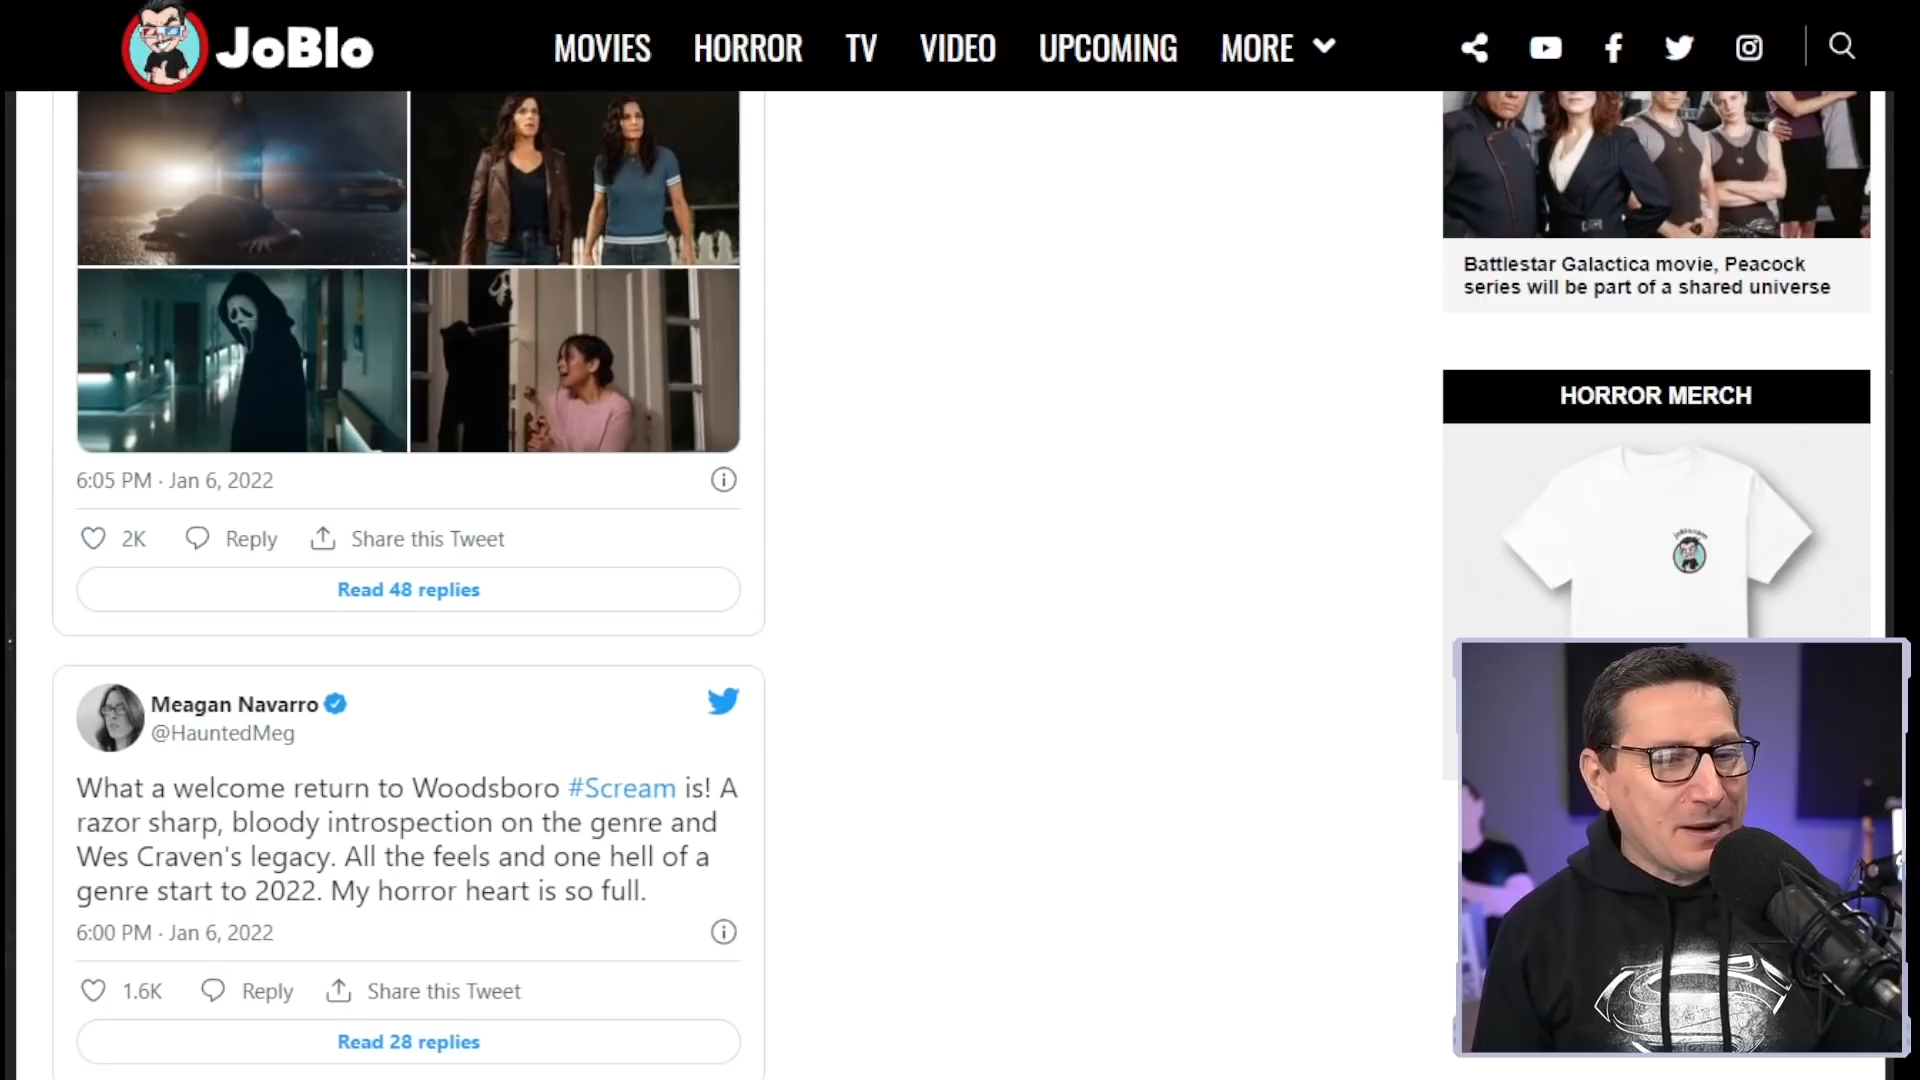 JoBlo
MOVIES HORROR TV VIDEO UPCOMING MORE
Battlestar Galactica movie, Peacock
series will be part of a shared universe
HORROR MERCH
6:05 PM · Jan 6, 2022
2K Reply Share this Tweet
Read 48 replies
Meagan Navarro
@HauntedMeg
What a welcome return to Woodsboro #Scream is! A
razor sharp, bloody introspection on the genre and
Wes Craven's legacy. All the feels and one hell of a
genre start to 2022. My horror heart is so full.
6:00 PM · Jan 6, 2022
1.6K Reply Share this Tweet
Read 28 replies